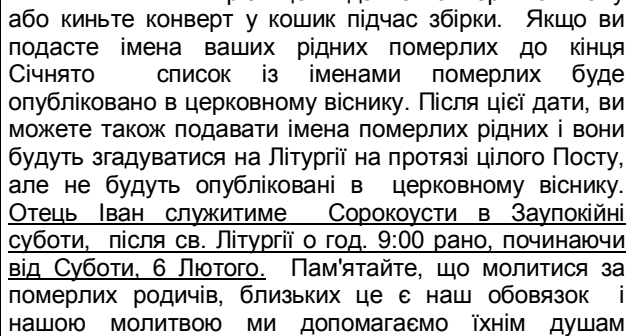 або киньте конверт у кошик підчас збірки. Якщо ви
подасте імена ваших рідних померлих до кінця
Січнято список із іменами померлих буде
опубліковано в церковному віснику. Після цієї дати, ви
можете також подавати імена померлих рідних і вони
будуть згадуватися на Літургії на протязі цілого Посту,
але не будуть опубліковані в церковному віснику.
Отець Іван служитиме Сорокоусти в Заупокійні
суботи, після св. Літургії о год. 9:00 рано, починаючи
від Суботи, 6 Лютого. Пам'ятайте, що молитися за
померлих родичів, близьких це є наш обовязок і
нашою молитвою ми допомагаємо їхнім душам